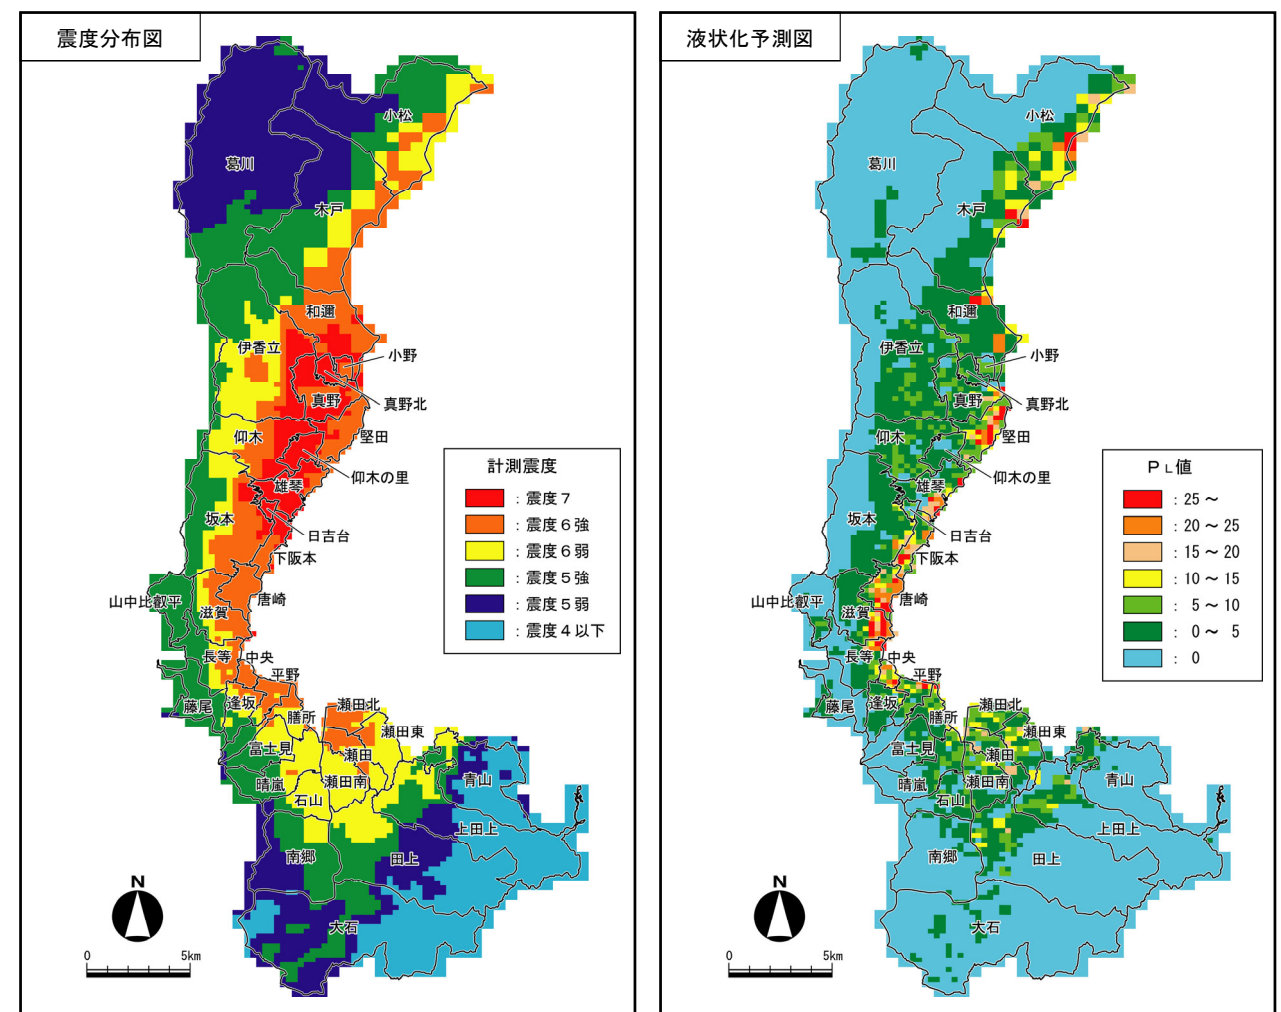 震度分布図
小松
葛川
木戸
和邇
伊香立
小野
真野
真野北
仰木
堅田
仰木の里
雄琴
坂本
日吉台
下阪本
山中比叡平
滋賀
唐崎
長等
中央
平野
藤尾
逢坂
膳所
瀬田北
瀬田東
富士見
瀬田
晴嵐
瀬田南
青山
石山
上田上
南郷
田上
大石
計測震度
：震度７
：震度６強
：震度６弱
：震度５強
：震度５弱
：震度４以下
N
0 5km
液状化予測図
小松
葛川
木戸
和邇
伊香立
小野
真野
真野北
仰木
堅田
仰木の里
雄琴
坂本
日吉台
下阪本
山中比叡平
滋賀
唐崎
長等
中央
平野
藤尾
逢坂
膳所
瀬田北
瀬田東
富士見
瀬田
晴嵐
瀬田南
青山
石山
上田上
南郷
田上
大石
ＰＬ値
：25～
：20～25
：15～20
：10～15
：5～10
：0～ 5
：0
N
0 5km